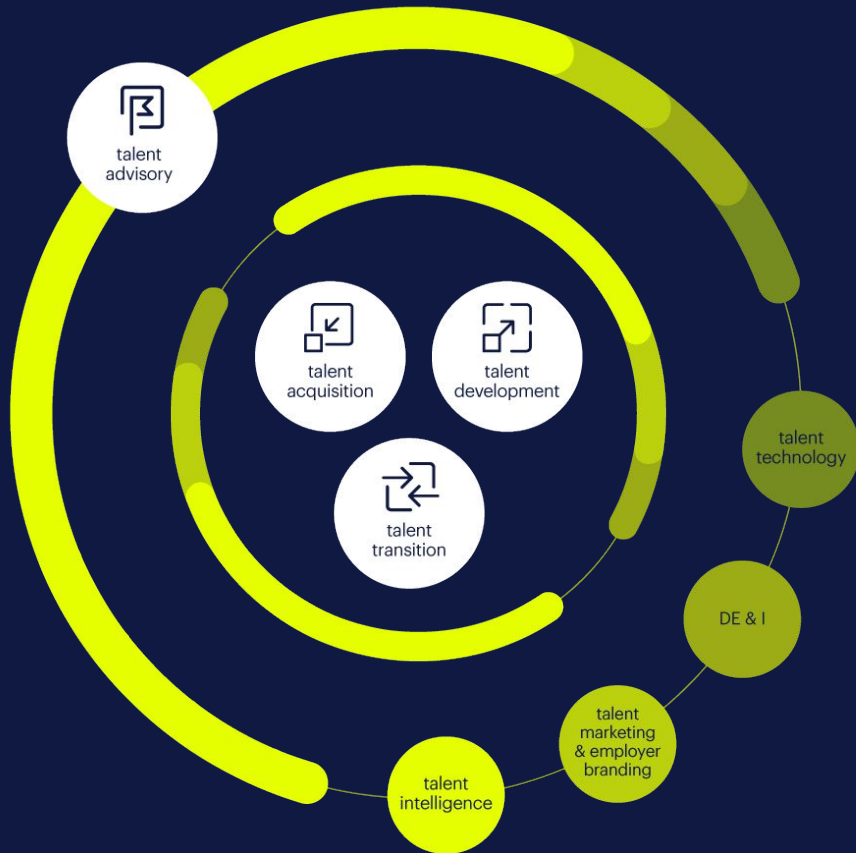 talent
advisory
talent
acquisition
talent
development
talent
transition
talent
technology
DE & I
talent
marketing
& employer
branding
talent
intelligence